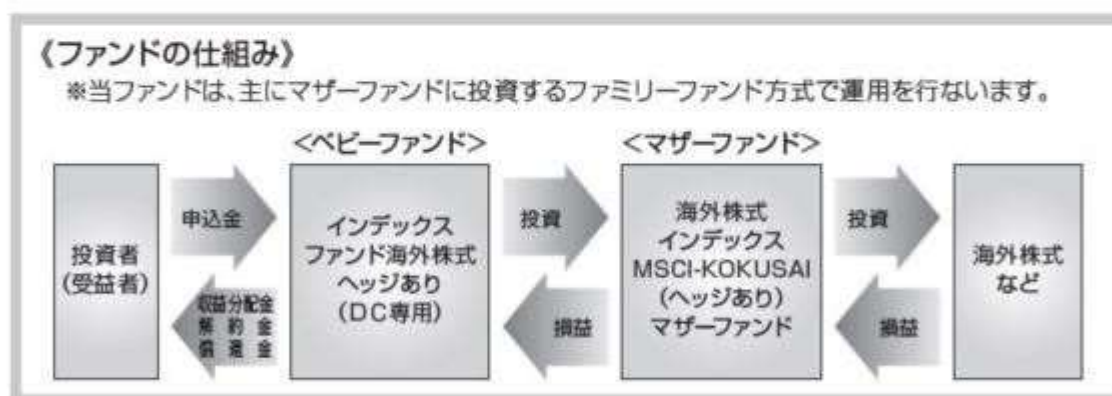 《ファンドの仕組み》
※当ファンドは、主にマザーファンドに投資するファミリーファンド方式で運用を行ないます。
<ベビーファンド>
<マザーファンド>
投資者
(受益者)
申込金
収益分配金
解約金
償還金
インデックス
ファンド海外株式
ヘッジあり
(DC専用)
投資
損益
海外株式
インデックス
MSCI-KOKUSAI
(ヘッジあり)
マザーファンド
投資
損益
海外株式
など